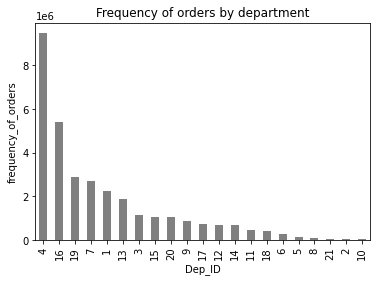 Frequency of orders by department
1e6
8
6
4
2
0
frequency_of_orders
4 16 19 7 1 13 3 15 20 9 17 12 14 11 18 6 5 8 21 2 10
Dep_ID